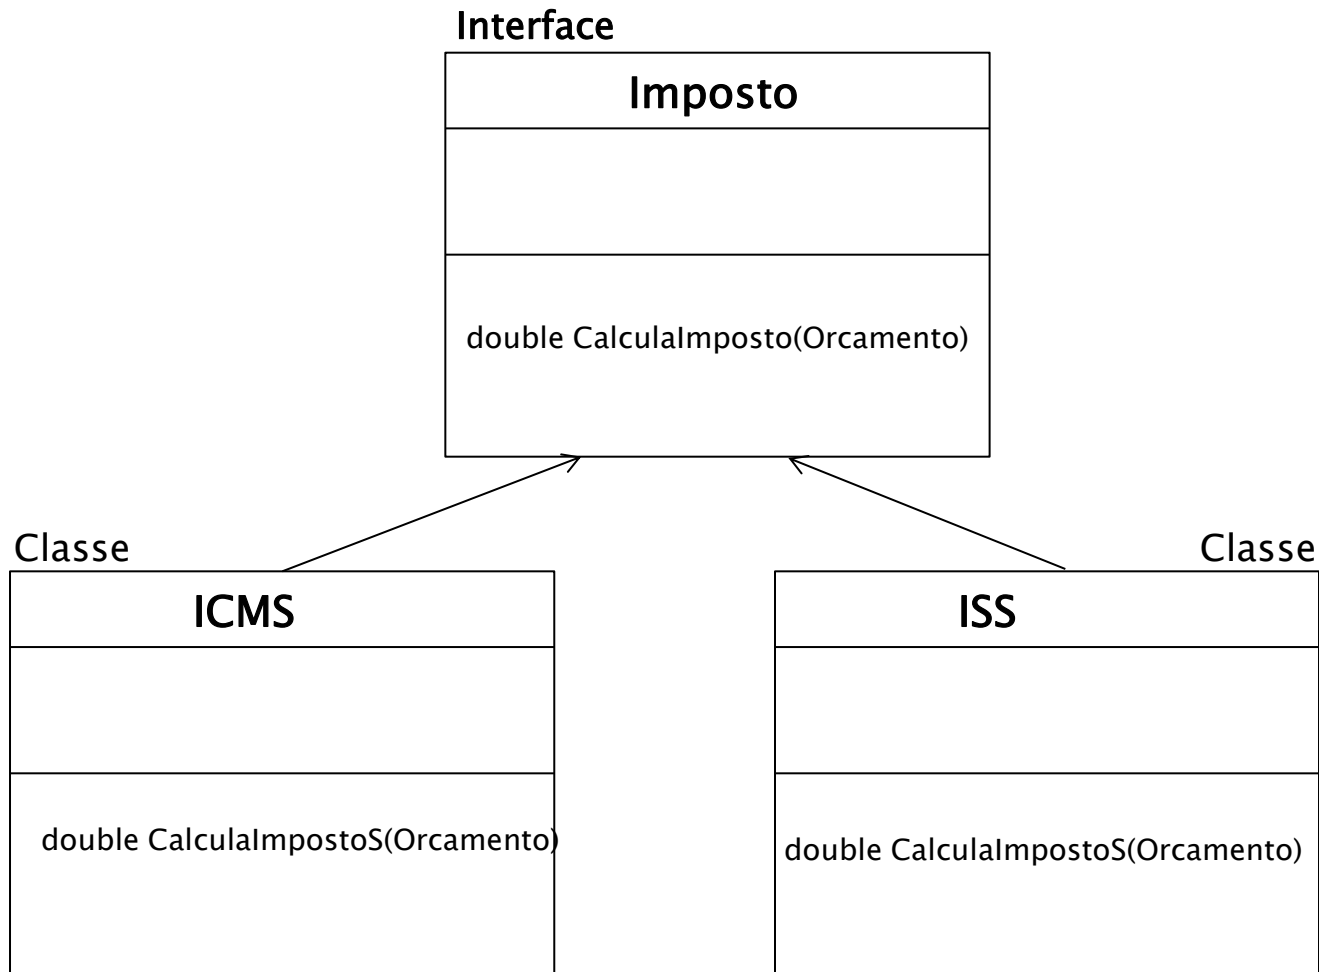 Interface
Imposto
double CalculaImposto(Orcamento)
Classe
ICMS
double CalculaImpostoS(Orcamento)
Classe
ISS
double CalculaImpostoS(Orcamento)